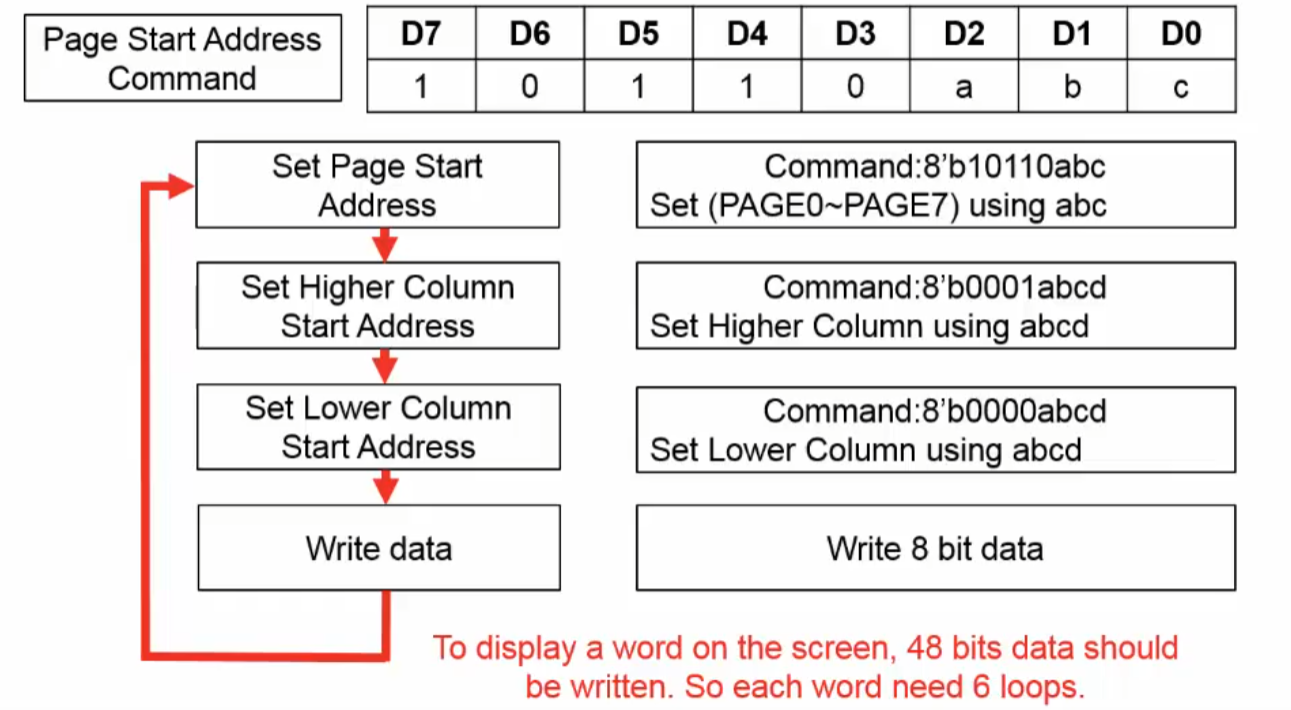 Page Start Address
Command
D7 D6 D5 D4 D3 D2 D1 D0
1 0 1 1 0 a b c
Set Page Start
Address
Command:8’b10110abc
Set (PAGE0~PAGE7) using abc
Set Higher Column
Start Address
Command:8’b0001abcd
Set Higher Column using abcd
Set Lower Column
Start Address
Command:8’b0000abcd
Set Lower Column using abcd
Write data
Write 8 bit data
To display a word on the screen, 48 bits data should
be written. So each word need 6 loops.